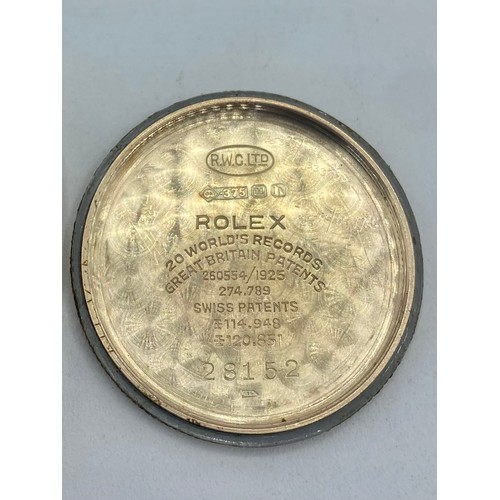 R.W.C.LTD
.375 N
ROLEX
20 WORLD'S RECORDS
GREAT BRITAIN PATENTS
260554/1925
274.789
SWISS PATENTS
114.948
120.851
28152